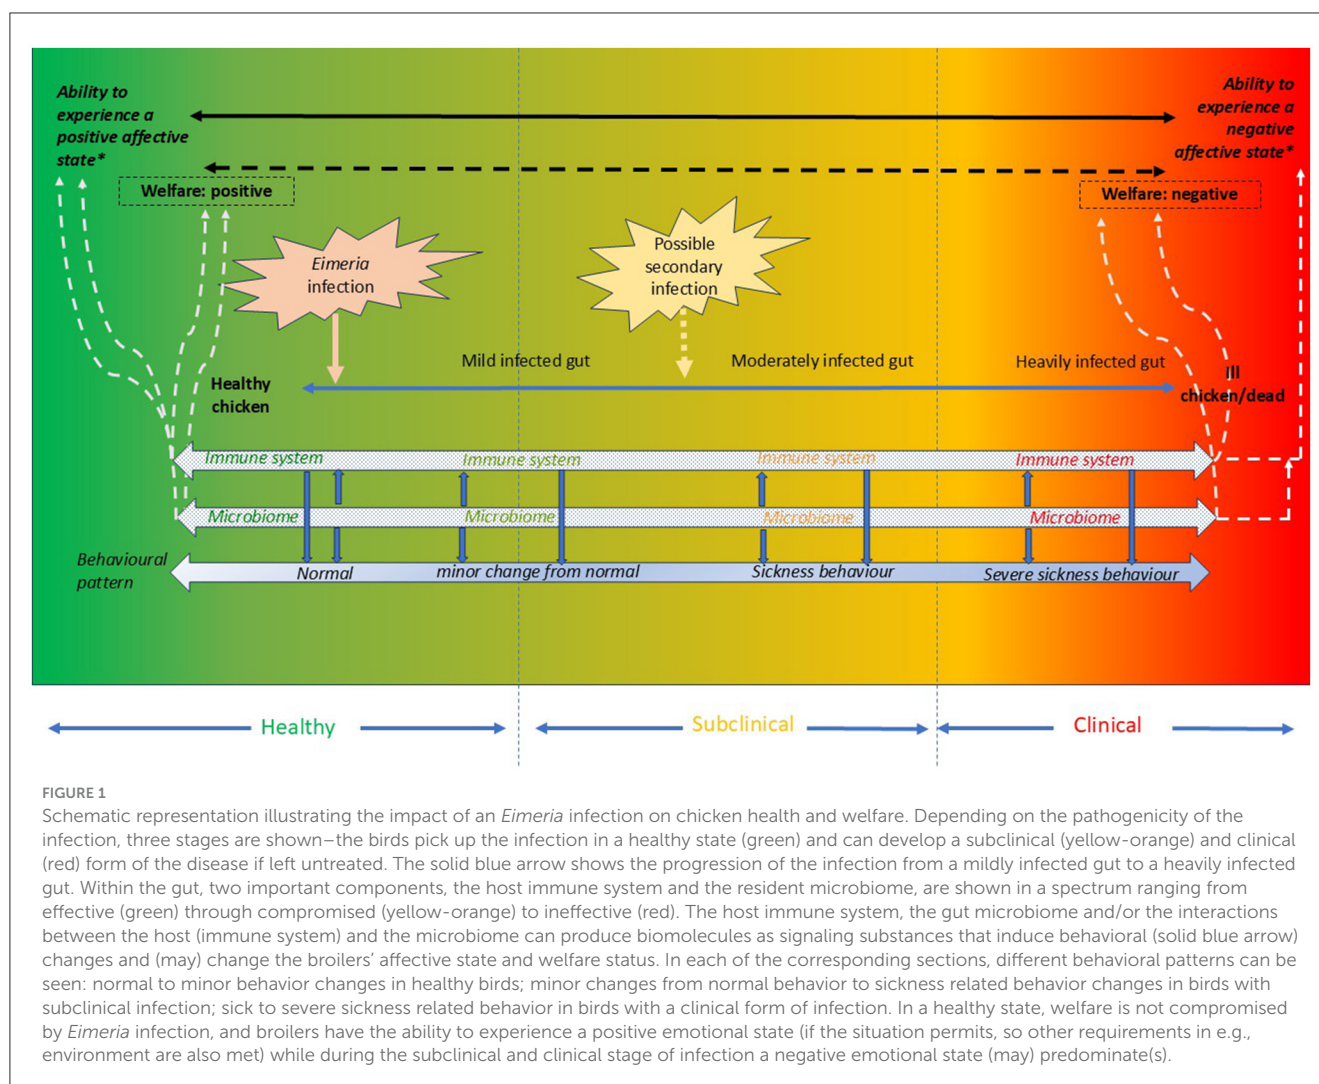 Ability to
experience a
positive affective
state*
Ability to
experience a
negative
affective state*
Welfare: positive
Welfare: negative
Eimeria
infection
Possible
secondary
infection
Mild infected gut
Moderately infected gut
Heavily infected gut
Healthy
chicken
Ill
chicken/dead
Immune system
Immune system
Immune system
Immune system
Microbiome
Microbiome
Microbiome
Microbiome
Behavioural
pattern
Normal
minor change from normal
Sickness behaviour
Severe sickness behaviour
Healthy
Subclinical
Clinical
FIGURE 1
Schematic representation illustrating the impact of an Eimeria infection on chicken health and welfare. Depending on the pathogenicity of the
infection, three stages are shown–the birds pick up the infection in a healthy state (green) and can develop a subclinical (yellow-orange) and clinical
(red) form of the disease if left untreated. The solid blue arrow shows the progression of the infection from a mildly infected gut to a heavily infected
gut. Within the gut, two important components, the host immune system and the resident microbiome, are shown in a spectrum ranging from
effective (green) through compromised (yellow-orange) to ineffective (red). The host immune system, the gut microbiome and/or the interactions
between the host (immune system) and the microbiome can produce biomolecules as signaling substances that induce behavioral (solid blue arrow)
changes and (may) change the broilers’ affective state and welfare status. In each of the corresponding sections, different behavioral patterns can be
seen: normal to minor behavior changes in healthy birds; minor changes from normal behavior to sickness related behavior changes in birds with
subclinical infection; sick to severe sickness related behavior in birds with a clinical form of infection. In a healthy state, welfare is not compromised
by Eimeria infection, and broilers have the ability to experience a positive emotional state (if the situation permits, so other requirements in e.g.,
environment are also met) while during the subclinical and clinical stage of infection a negative emotional state (may) predominate(s).